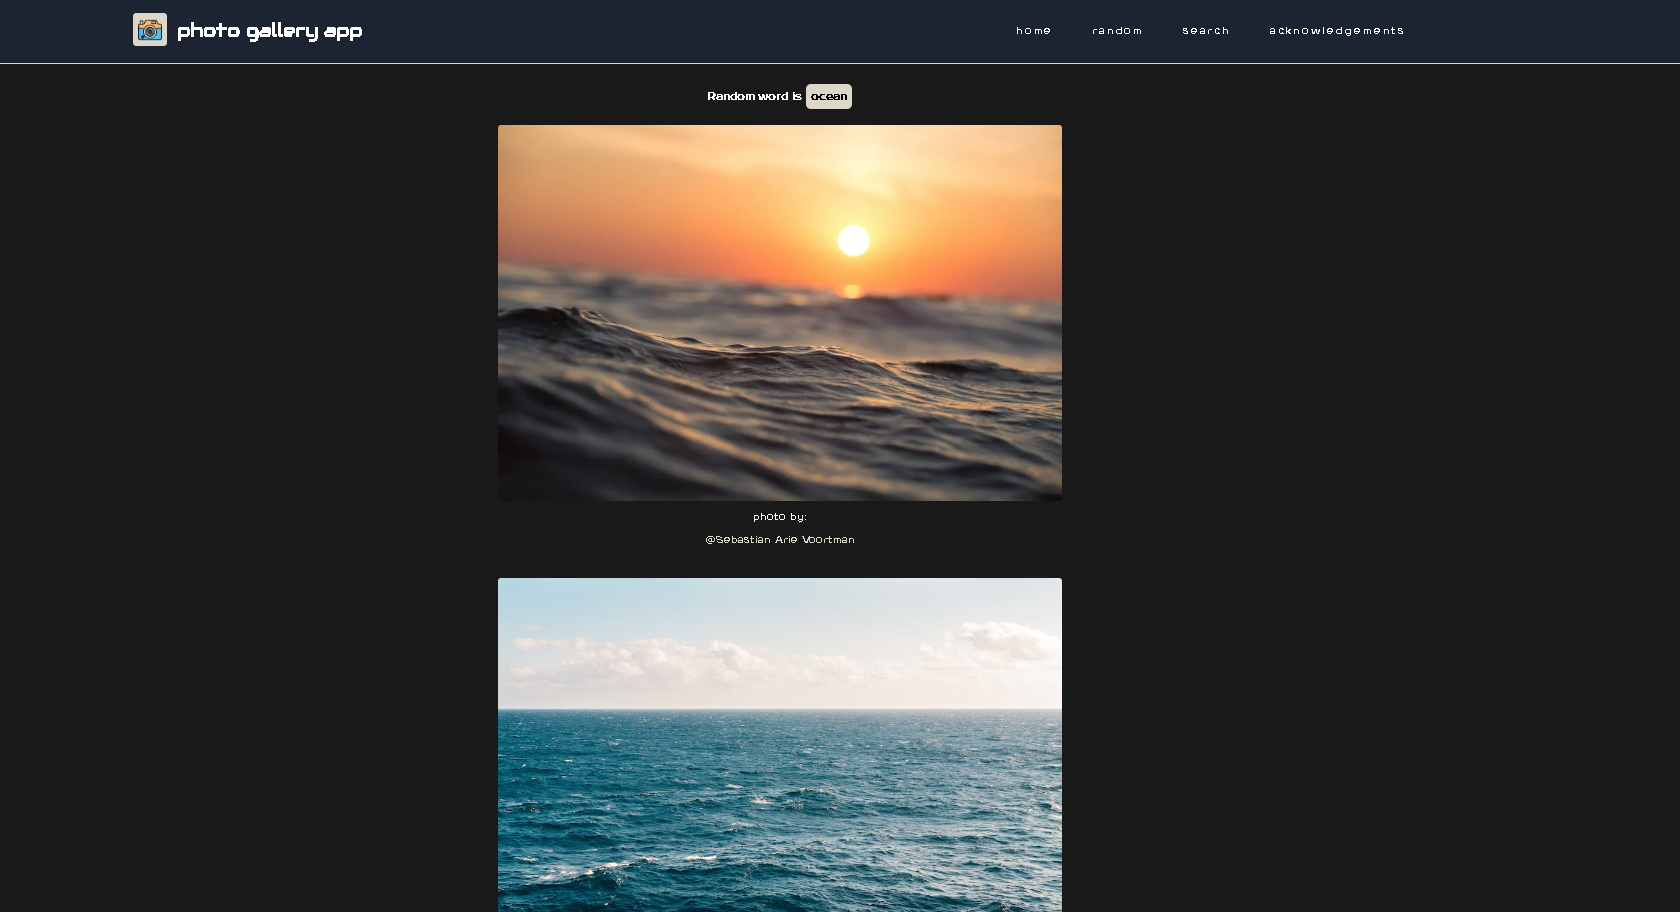 photo gallery app
home random search acknowledgements
Random word is ocean
photo by:
@Sebastian Arie Voortman